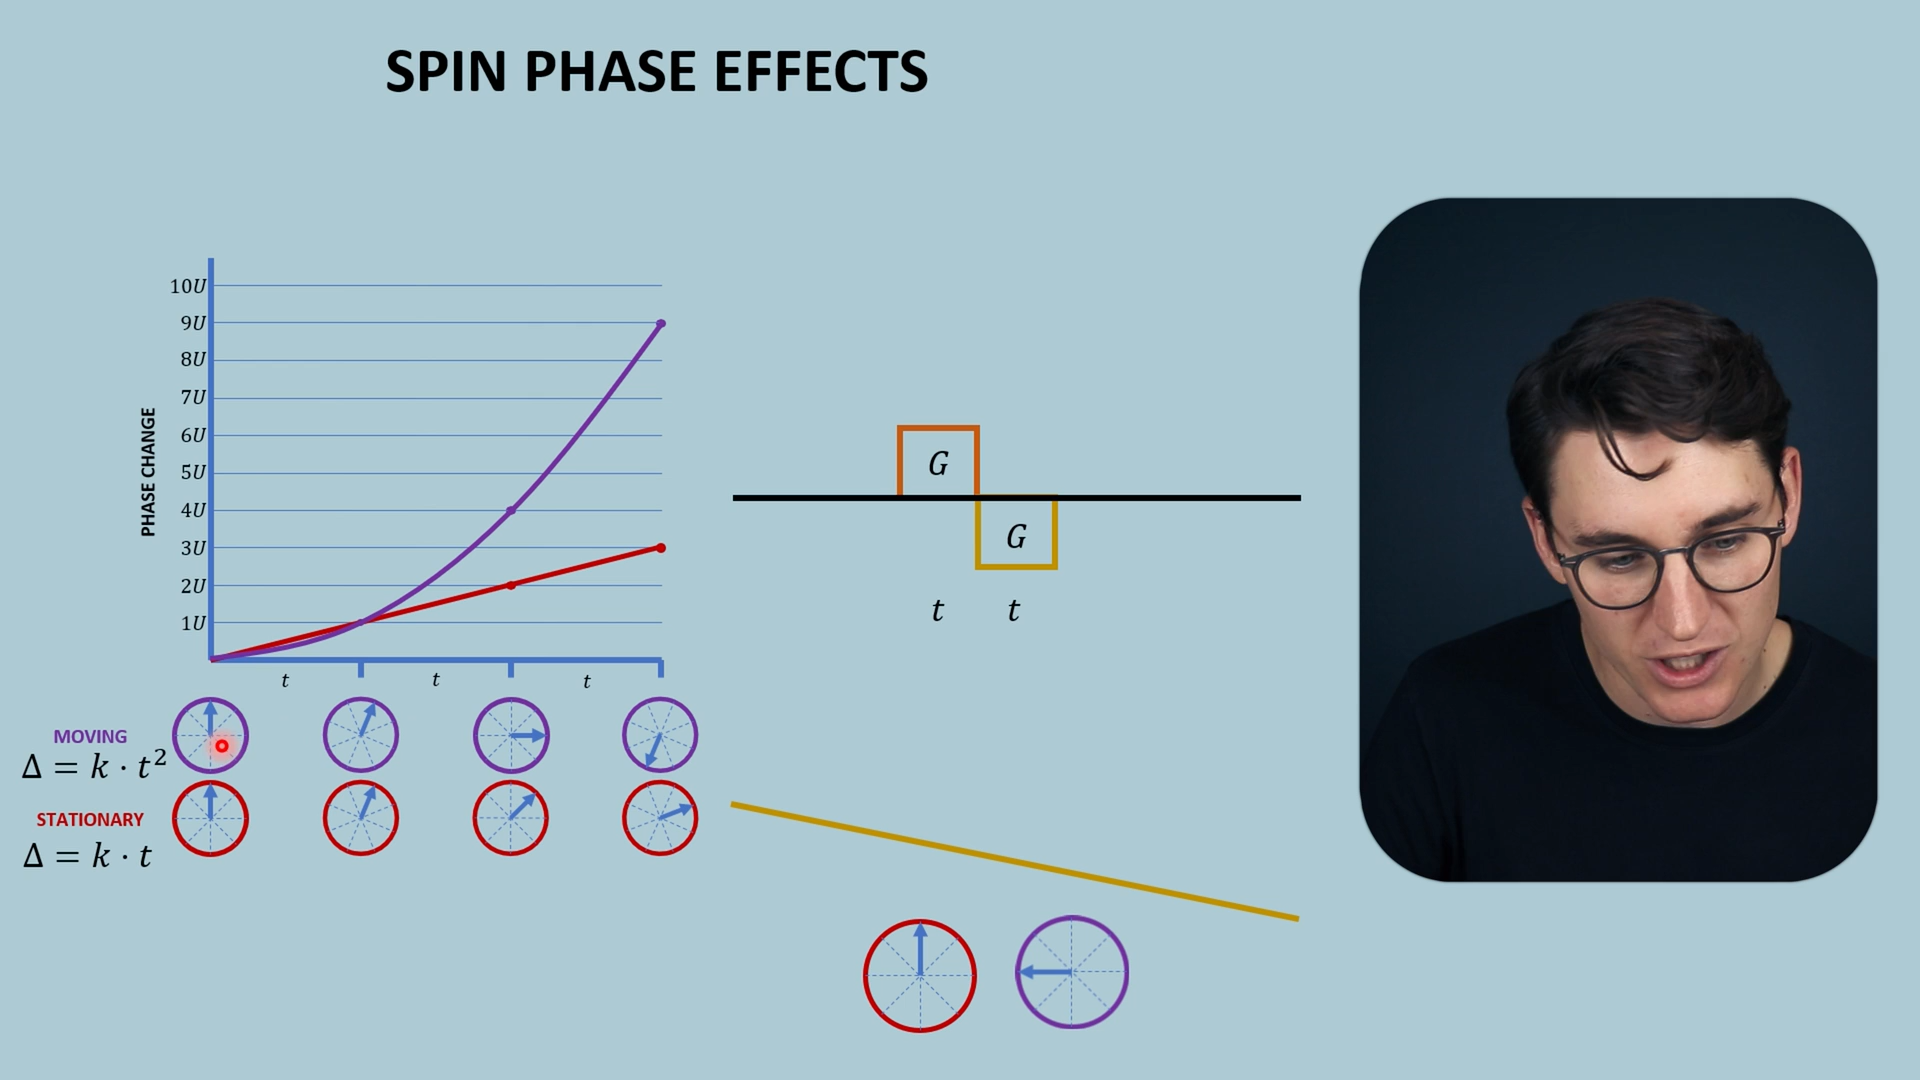 SPIN PHASE EFFECTS
PHASE CHANGE
10U
9U
8U
7U
6U
5U
4U
3U
2U
1U
t t t
MOVING
Δ = k · t²
STATIONARY
Δ = k · t
G
G
t t